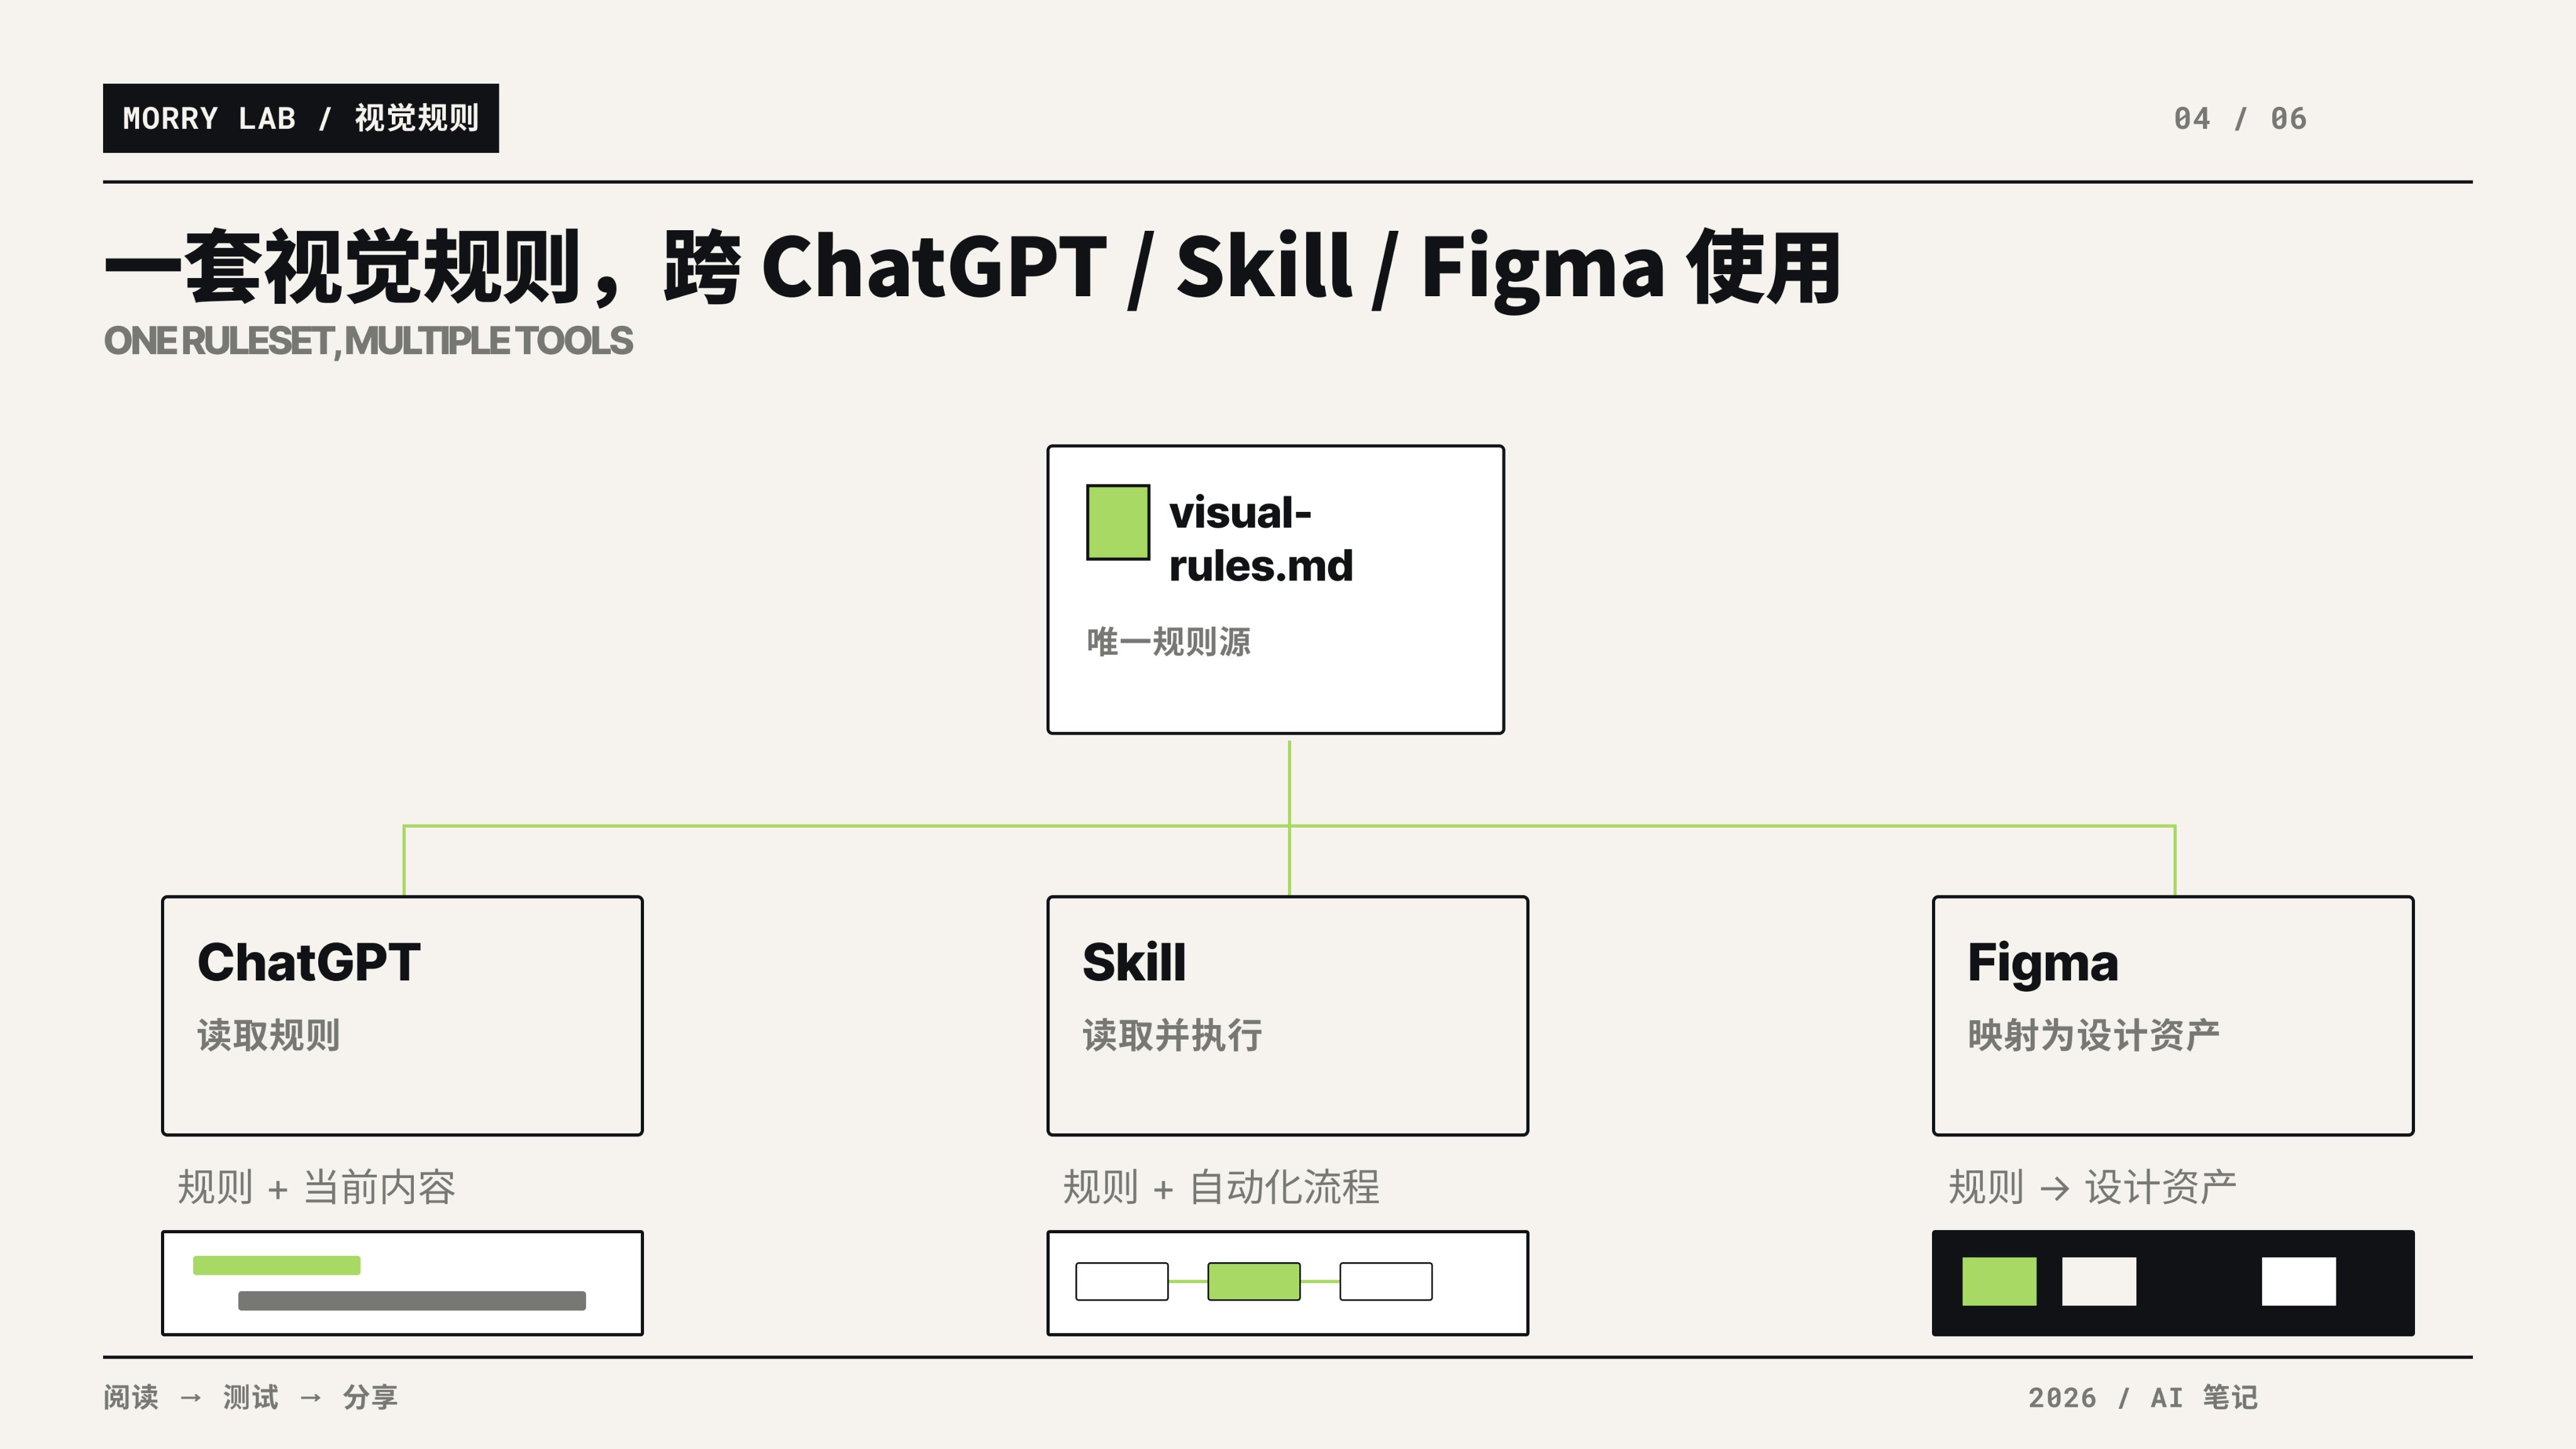 MORRY LAB / 视觉规则
04 / 06
一套视觉规则，跨 ChatGPT / Skill / Figma 使用
ONE RULESET, MULTIPLE TOOLS
visual-
rules.md
唯一规则源
ChatGPT
读取规则
Skill
读取并执行
Figma
映射为设计资产
规则 + 当前内容
规则 + 自动化流程
规则 → 设计资产
阅读 → 测试 → 分享
2026 / AI 笔记